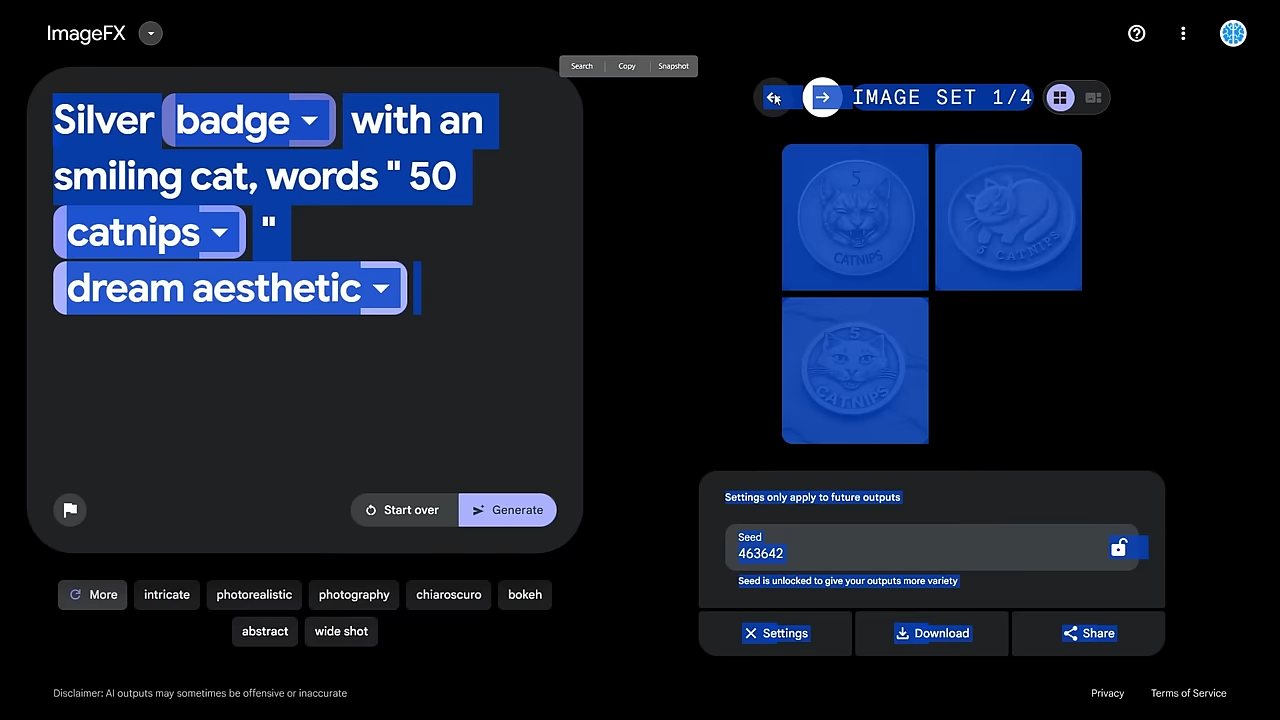 ImageFX
Search Copy Snapshot
Silver badge with an
smiling cat, words " 50
catnips "
dream aesthetic
Start over Generate
More intricate photorealistic photography chiaroscuro bokeh
abstract wide shot
IMAGE SET 1/4
5
CATNIPS
5 CATNIPS
5
CATNIPS
Settings only apply to future outputs
Seed
463642
Seed is unlocked to give your outputs more variety
Settings Download Share
Disclaimer: AI outputs may sometimes be offensive or inaccurate
Privacy Terms of Service